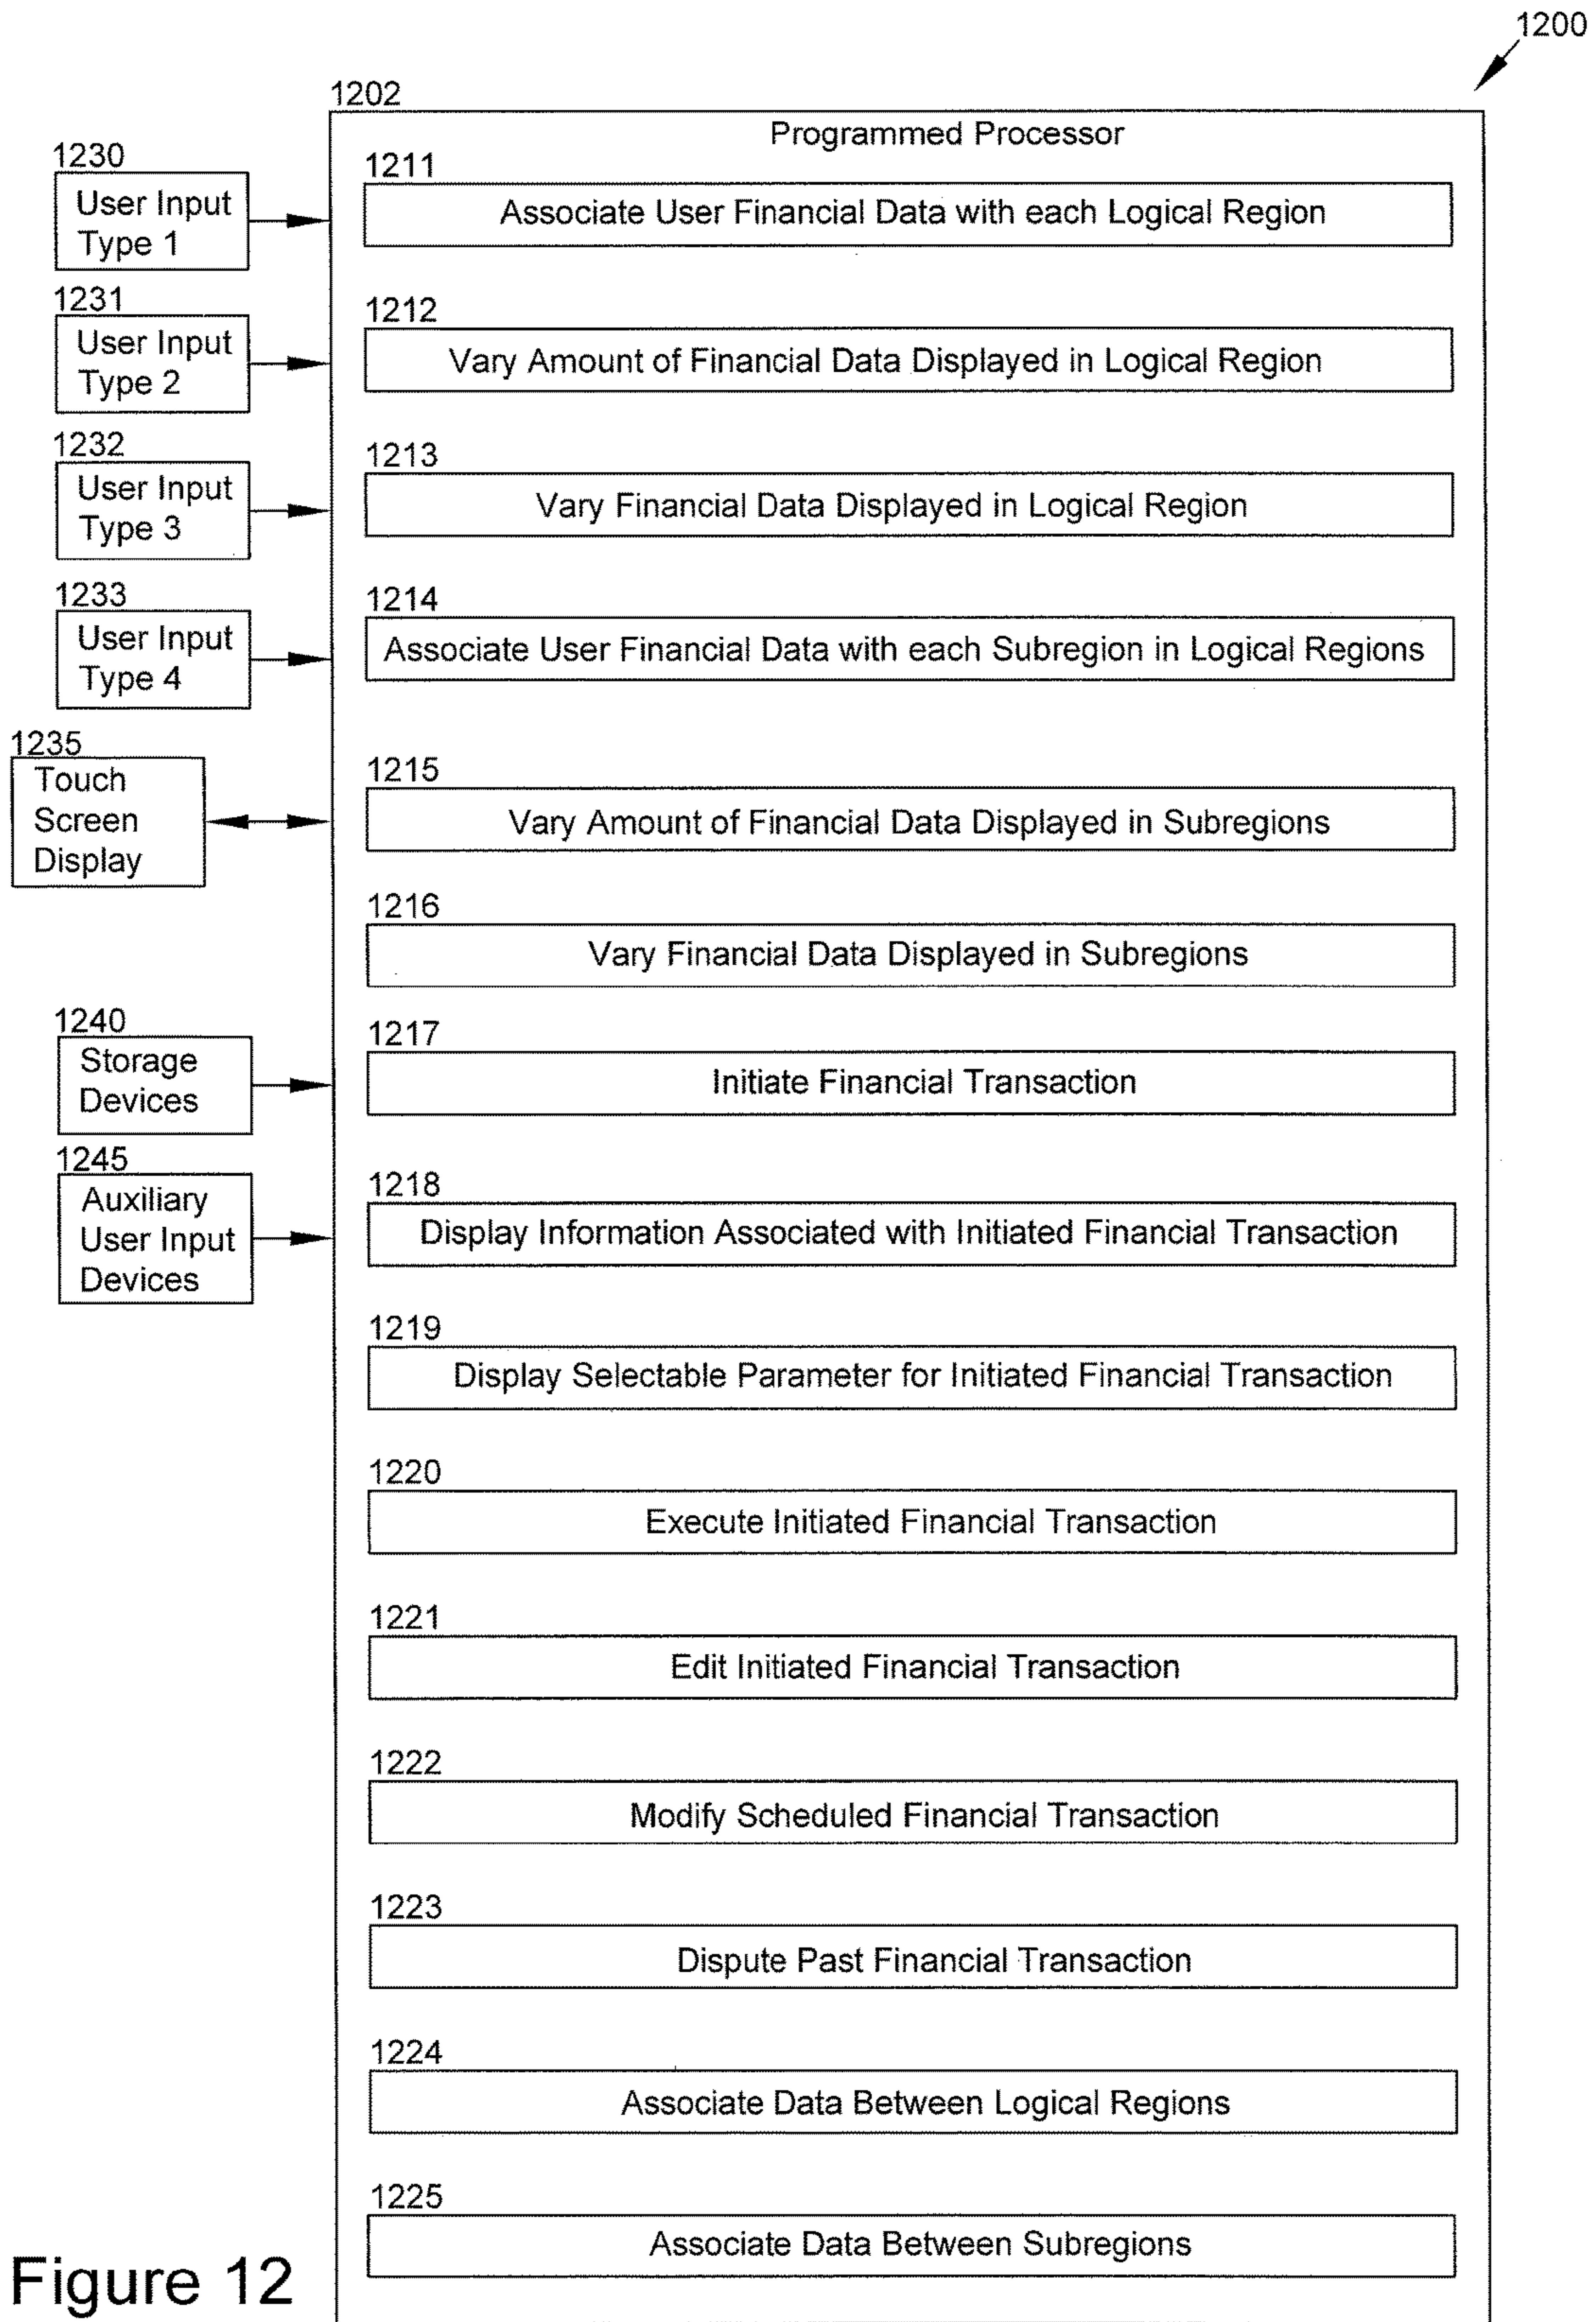 1200
1202
Programmed Processor
1230
User Input
Type 1
1211
Associate User Financial Data with each Logical Region
1231
User Input
Type 2
1212
Vary Amount of Financial Data Displayed in Logical Region
1232
User Input
Type 3
1213
Vary Financial Data Displayed in Logical Region
1233
User Input
Type 4
1214
Associate User Financial Data with each Subregion in Logical Regions
1235
Touch
Screen
Display
1215
Vary Amount of Financial Data Displayed in Subregions
1216
Vary Financial Data Displayed in Subregions
1240
Storage
Devices
1217
Initiate Financial Transaction
1245
Auxiliary
User Input
Devices
1218
Display Information Associated with Initiated Financial Transaction
1219
Display Selectable Parameter for Initiated Financial Transaction
1220
Execute Initiated Financial Transaction
1221
Edit Initiated Financial Transaction
1222
Modify Scheduled Financial Transaction
1223
Dispute Past Financial Transaction
1224
Associate Data Between Logical Regions
1225
Associate Data Between Subregions
Figure 12